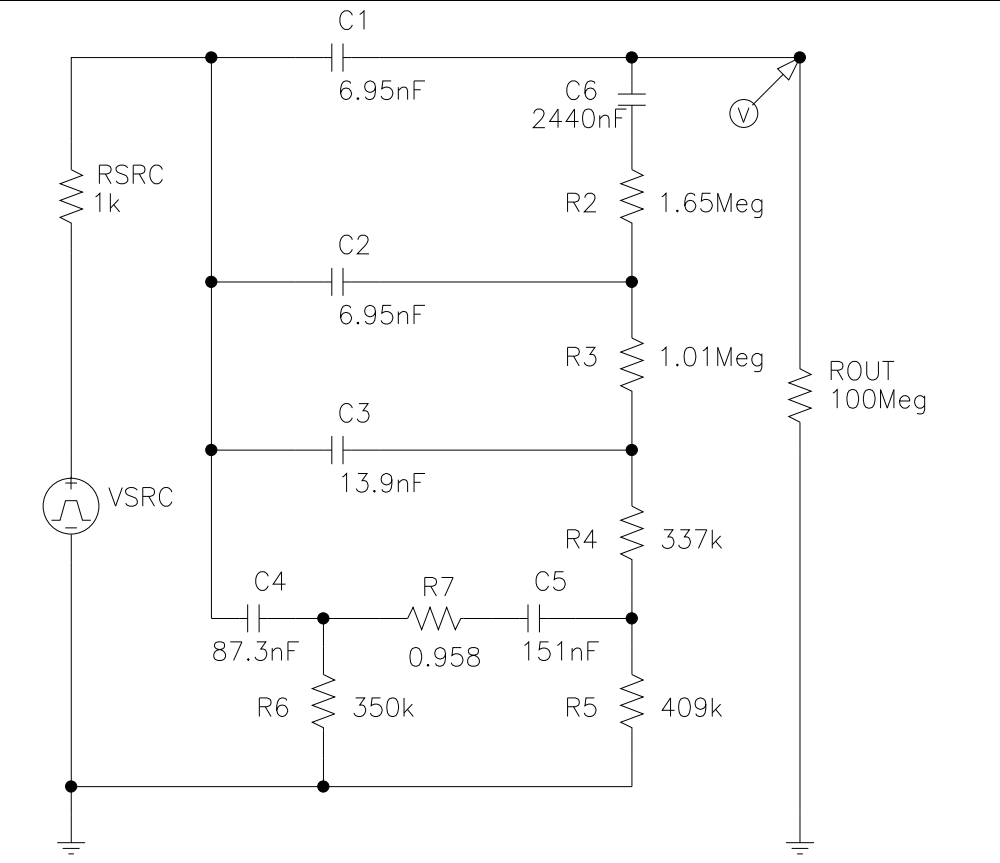 C1
6.95nF
C6
2440nF
V
RSRC
1k
R2 1.65Meg
C2
6.95nF
R3 1.01Meg
ROUT
100Meg
C3
13.9nF
VSRC
R4 337k
C4
87.3nF
R7
0.958
C5
151nF
R6 350k
R5 409k